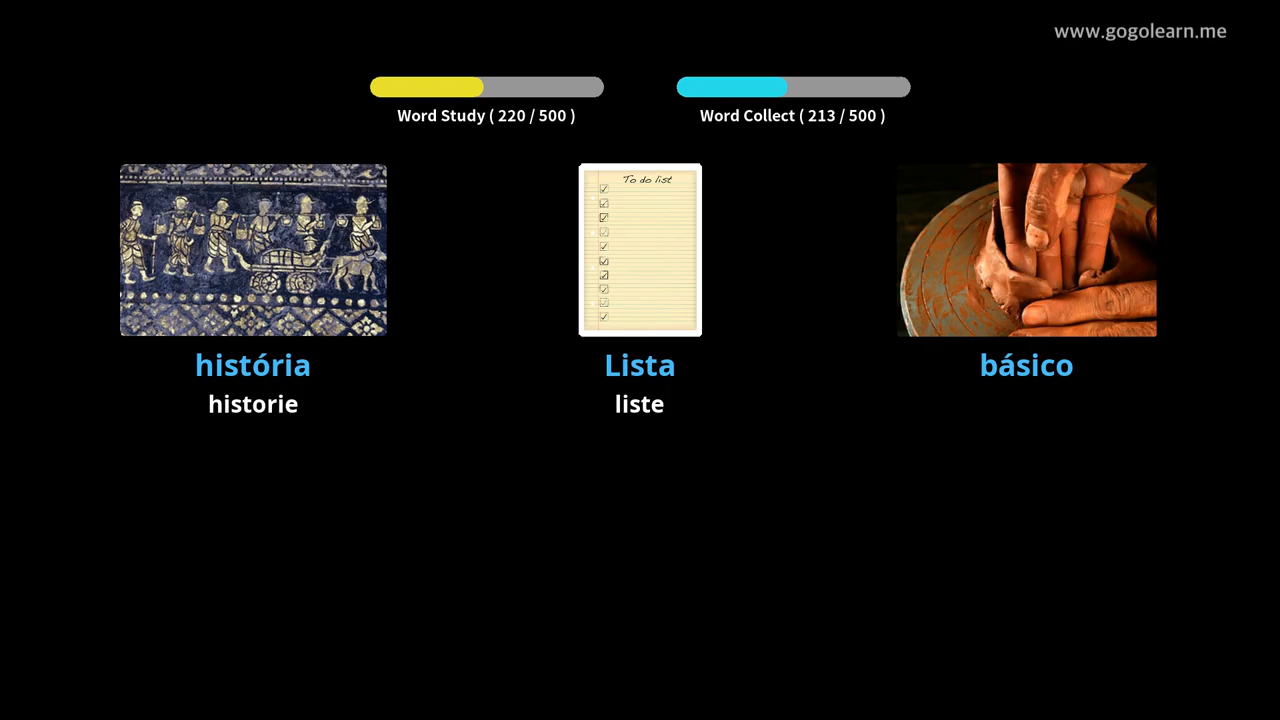 www.gogolearn.me
Word Study ( 220 / 500 )
Word Collect ( 213 / 500 )
To do list
história
Lista
básico
historie
liste